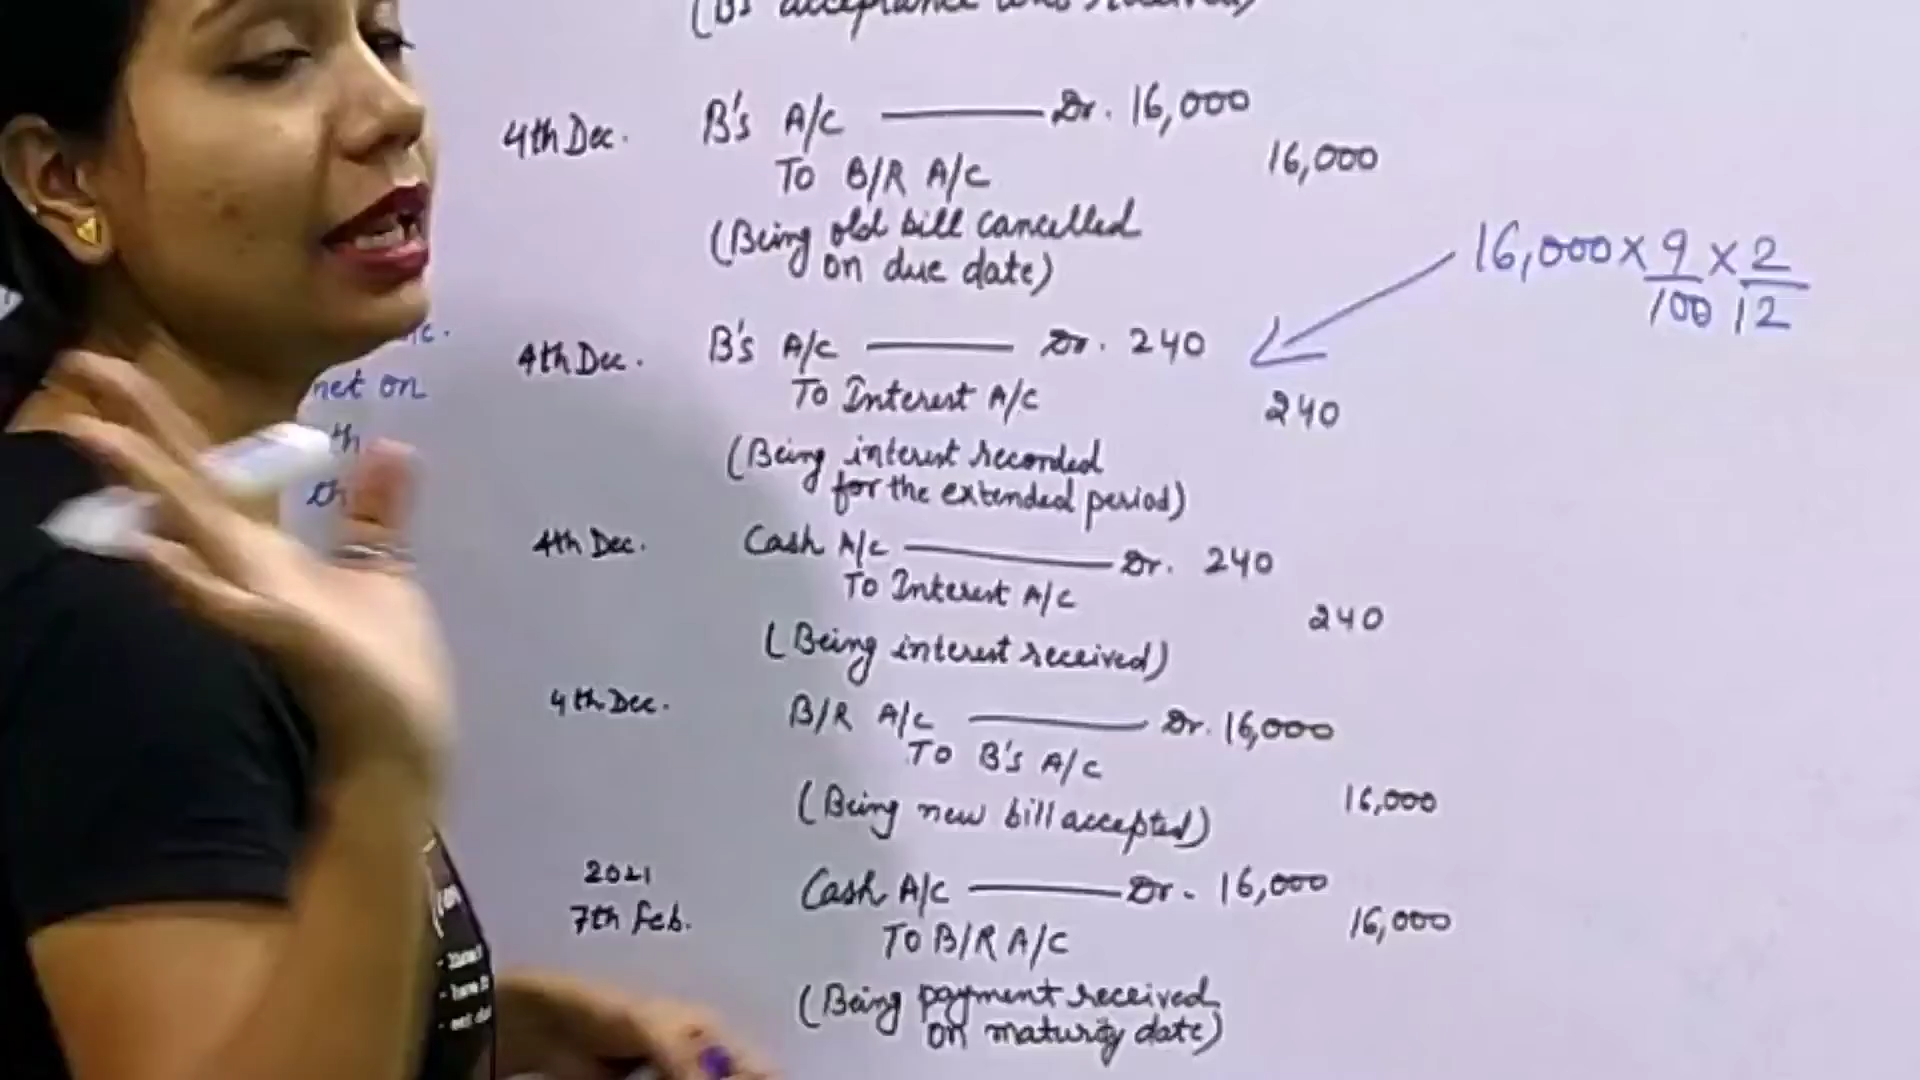 (B's acceptance was received)
4th Dec. B's A/C Dr. 16,000
To B/R A/C 16,000
(Being old bill cancelled
on due date)
16,000 × 9/100 × 2/12
4th Dec. B's A/C Dr. 240
To Interest A/C 240
(Being interest recorded
for the extended period)
4th Dec. Cash A/C Dr. 240
To Interest A/C 240
(Being interest received)
4th Dec. B/R A/C Dr. 16,000
To B's A/C 16,000
(Being new bill accepted)
2021
7th Feb. Cash A/C Dr. 16,000
To B/R A/C 16,000
(Being payment received
on maturity date)
net on
th